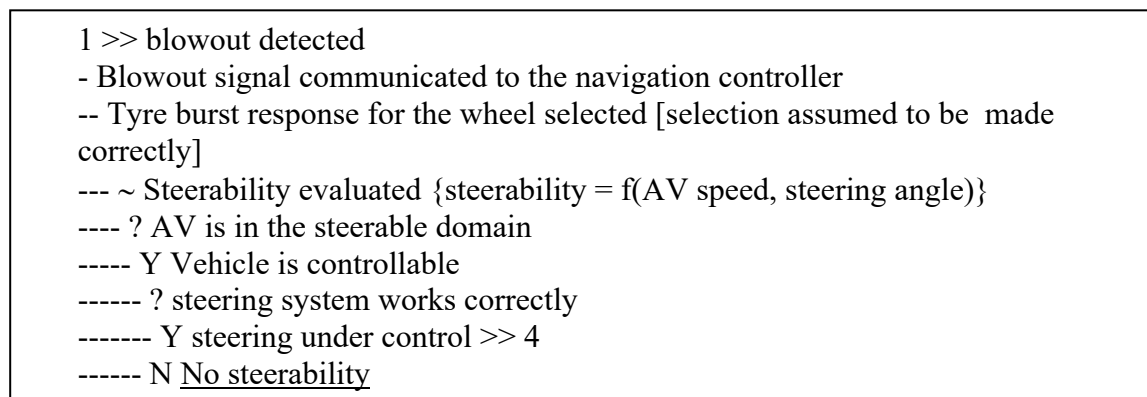 1 >> blowout detected
- Blowout signal communicated to the navigation controller
-- Tyre burst response for the wheel selected [selection assumed to be made
correctly]
--- ~ Steerability evaluated {steerability = f(AV speed, steering angle)}
---- ? AV is in the steerable domain
----- Y Vehicle is controllable
------ ? steering system works correctly
------- Y steering under control >> 4
------ N No steerability